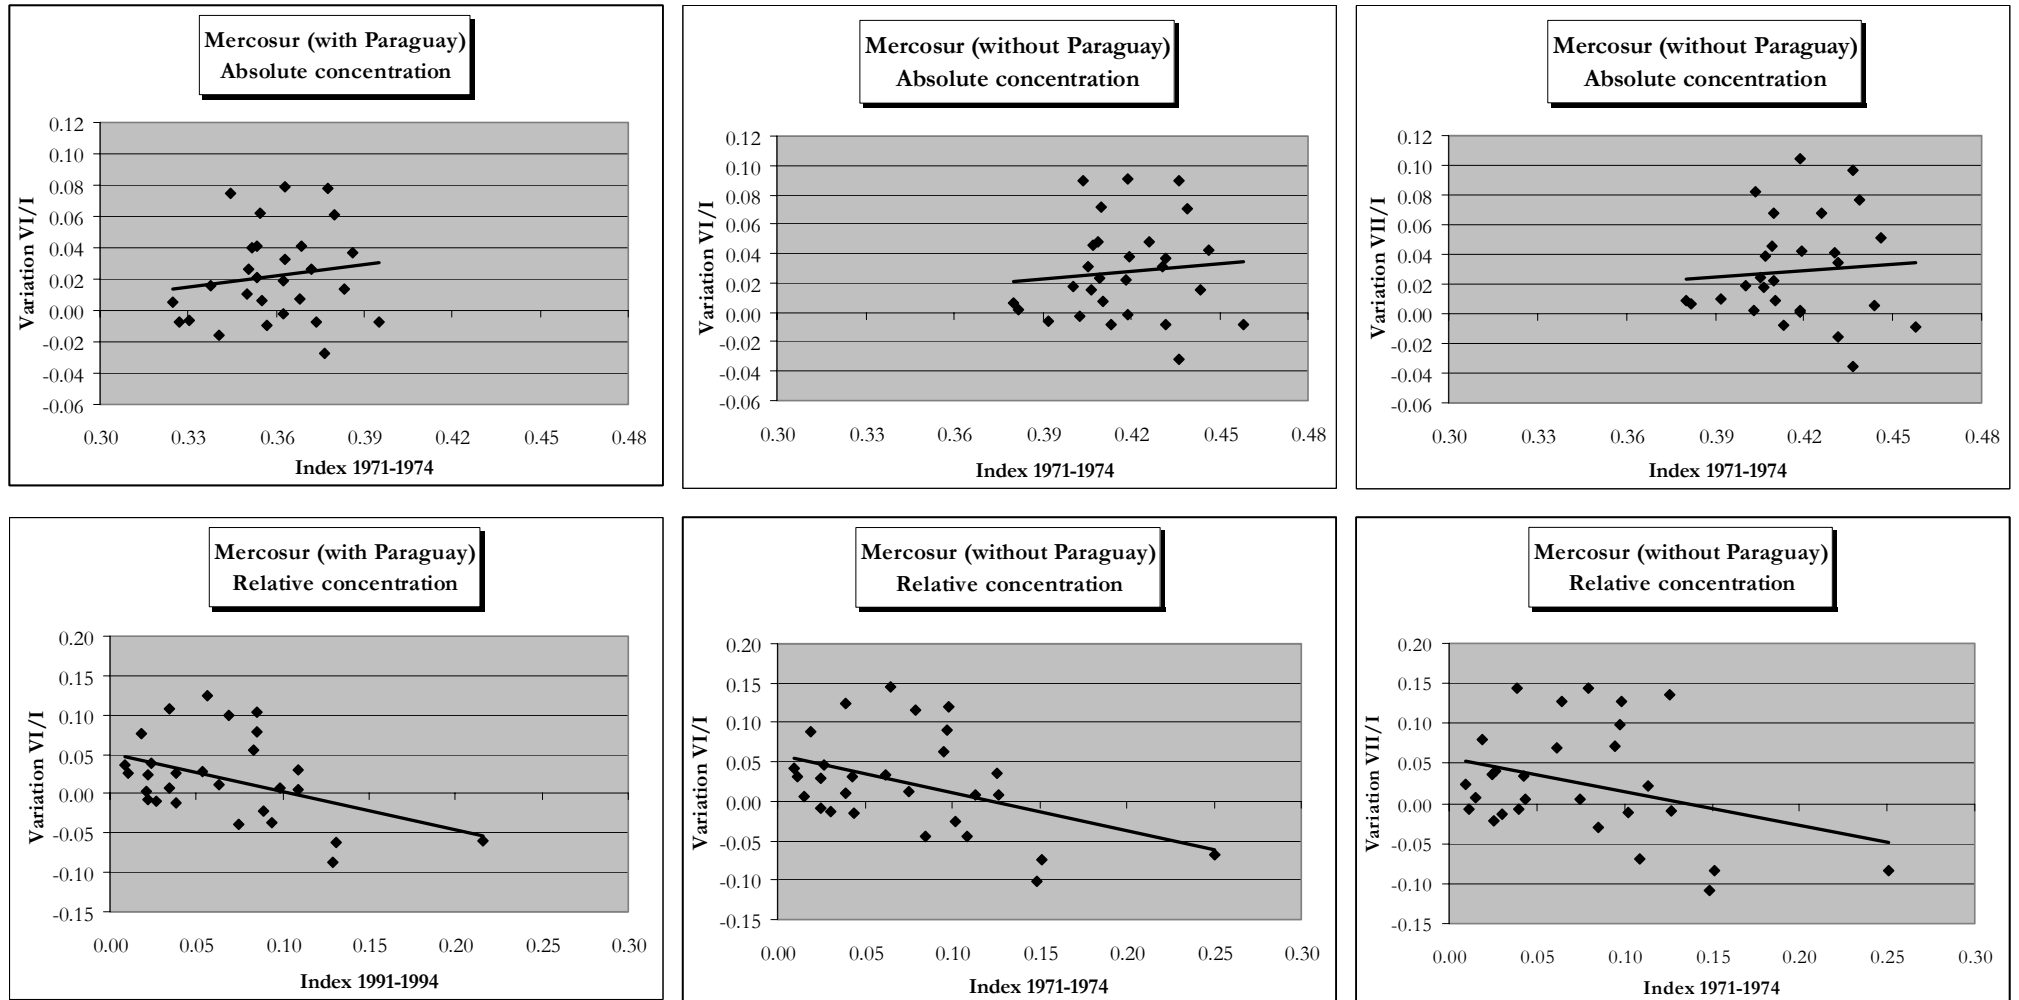 Mercosur (with Paraguay)
Absolute concentration
Variation VI/I
0.12
0.10
0.08
0.06
0.04
0.02
0.00
-0.02
-0.04
-0.06
0.30 0.33 0.36 0.39 0.42 0.45 0.48
Index 1971-1974
Mercosur (without Paraguay)
Absolute concentration
Variation VI/I
0.12
0.10
0.08
0.06
0.04
0.02
0.00
-0.02
-0.04
-0.06
0.30 0.33 0.36 0.39 0.42 0.45 0.48
Index 1971-1974
Mercosur (without Paraguay)
Absolute concentration
Variation VII/I
0.12
0.10
0.08
0.06
0.04
0.02
0.00
-0.02
-0.04
-0.06
0.30 0.33 0.36 0.39 0.42 0.45 0.48
Index 1971-1974
Mercosur (with Paraguay)
Relative concentration
Variation VI/I
0.20
0.15
0.10
0.05
0.00
-0.05
-0.10
-0.15
0.00 0.05 0.10 0.15 0.20 0.25 0.30
Index 1991-1994
Mercosur (without Paraguay)
Relative concentration
Variation VI/I
0.20
0.15
0.10
0.05
0.00
-0.05
-0.10
-0.15
0.00 0.05 0.10 0.15 0.20 0.25 0.30
Index 1971-1974
Mercosur (without Paraguay)
Relative concentration
Variation VII/I
0.20
0.15
0.10
0.05
0.00
-0.05
-0.10
-0.15
0.00 0.05 0.10 0.15 0.20 0.25 0.30
Index 1971-1974